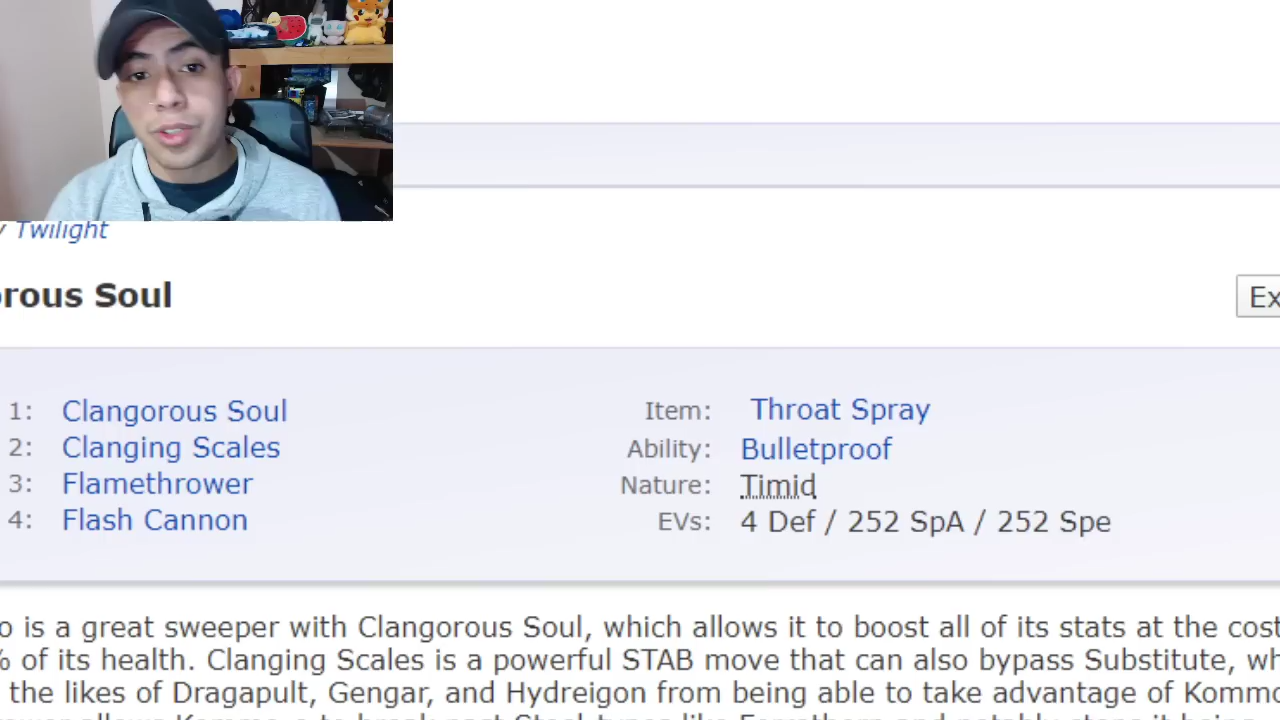 Twilight
orous Soul
Ex
1: Clangorous Soul
2: Clanging Scales
3: Flamethrower
4: Flash Cannon
Item: Throat Spray
Ability: Bulletproof
Nature: Timid
EVs: 4 Def / 252 SpA / 252 Spe
o is a great sweeper with Clangorous Soul, which allows it to boost all of its stats at the cost
% of its health. Clanging Scales is a powerful STAB move that can also bypass Substitute, wh
the likes of Dragapult, Gengar, and Hydreigon from being able to take advantage of Kommo